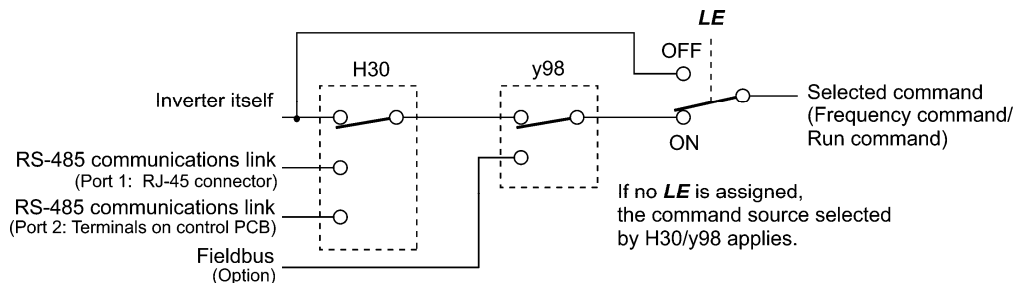 LE
OFF
H30
y98
Inverter itself
Selected command
(Frequency command/
Run command)
ON
RS-485 communications link
(Port 1: RJ-45 connector)
RS-485 communications link
(Port 2: Terminals on control PCB)
If no LE is assigned,
the command source selected
by H30/y98 applies.
Fieldbus
(Option)